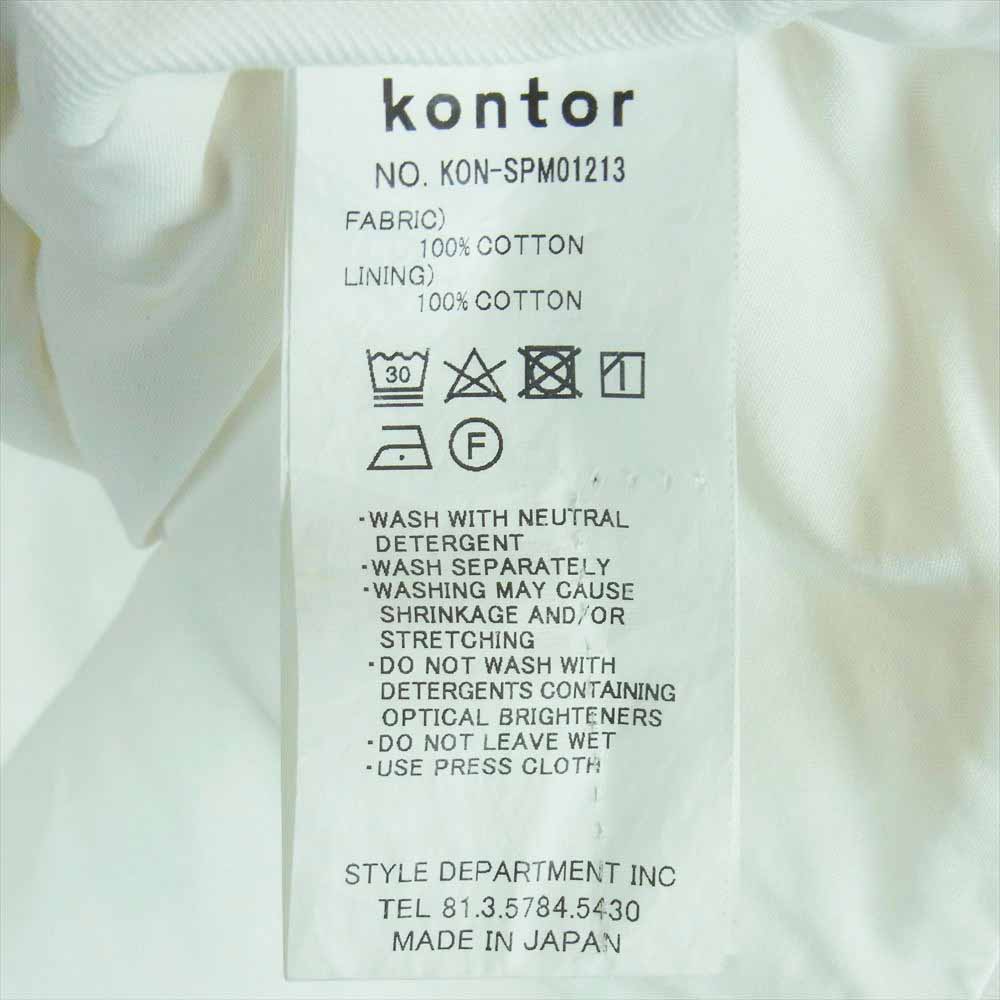 kontor
NO. KON-SPM01213
FABRIC)
100% COTTON
LINING)
100% COTTON
30
F
·WASH WITH NEUTRAL
DETERGENT
·WASH SEPARATELY
·WASHING MAY CAUSE
SHRINKAGE AND/OR
STRETCHING
·DO NOT WASH WITH
DETERGENTS CONTAINING
OPTICAL BRIGHTENERS
·DO NOT LEAVE WET
·USE PRESS CLOTH
STYLE DEPARTMENT INC
TEL 81.3.5784.5430
MADE IN JAPAN